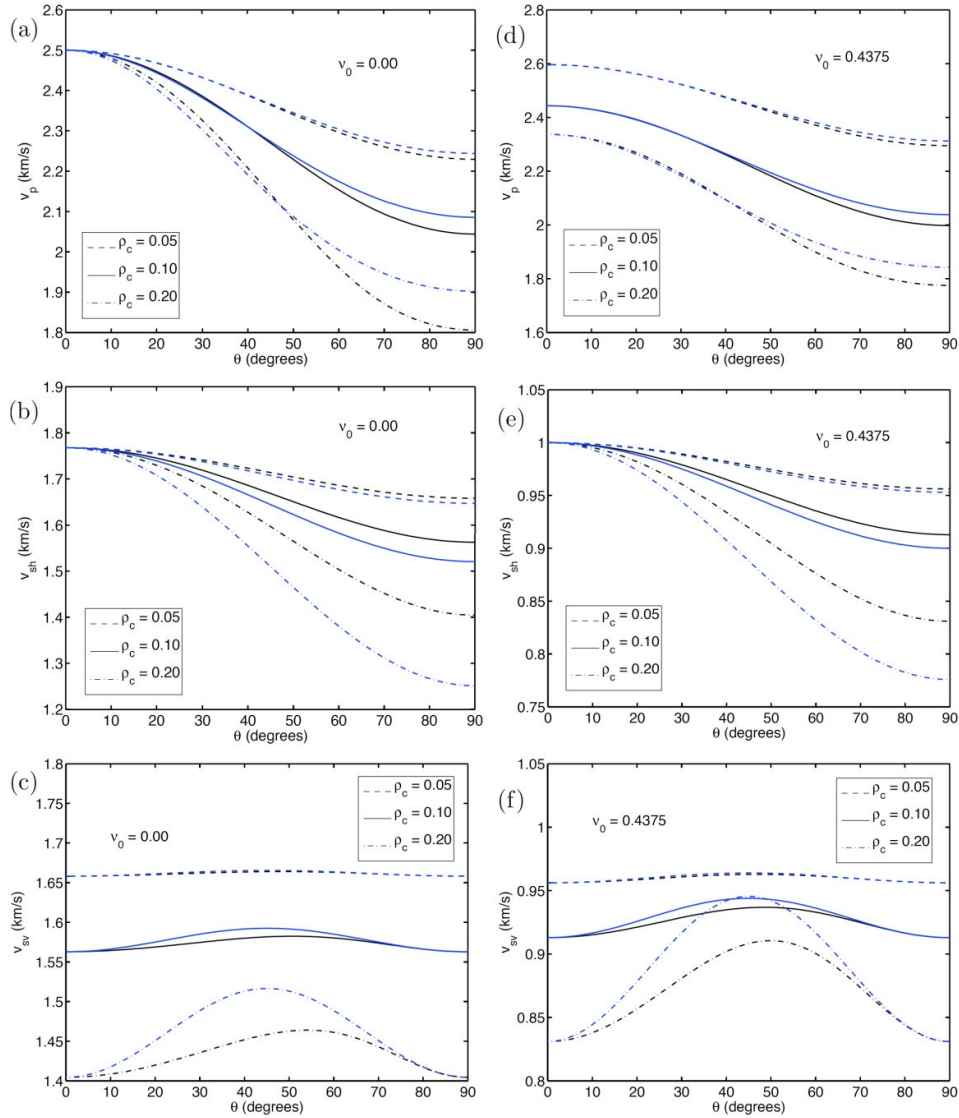 (a)
2.6
2.5
2.4
2.3
2.2
2.1
2
1.9
1.8
v_p (km/s)
ν_0 = 0.00
ρ_c = 0.05
ρ_c = 0.10
ρ_c = 0.20
0 10 20 30 40 50 60 70 80 90
θ (degrees)
(d)
2.8
2.6
2.4
2.2
2
1.8
1.6
v_p (km/s)
ν_0 = 0.4375
ρ_c = 0.05
ρ_c = 0.10
ρ_c = 0.20
0 10 20 30 40 50 60 70 80 90
θ (degrees)
(b)
1.9
1.8
1.7
1.6
1.5
1.4
1.3
1.2
v_sh (km/s)
ν_0 = 0.00
ρ_c = 0.05
ρ_c = 0.10
ρ_c = 0.20
0 10 20 30 40 50 60 70 80 90
θ (degrees)
(e)
1.05
1
0.95
0.9
0.85
0.8
0.75
v_sh (km/s)
ν_0 = 0.4375
ρ_c = 0.05
ρ_c = 0.10
ρ_c = 0.20
0 10 20 30 40 50 60 70 80 90
θ (degrees)
(c)
1.8
1.75
1.7
1.65
1.6
1.55
1.5
1.45
1.4
v_sv (km/s)
ρ_c = 0.05
ρ_c = 0.10
ρ_c = 0.20
ν_0 = 0.00
0 10 20 30 40 50 60 70 80 90
θ (degrees)
(f)
1.05
1
0.95
0.9
0.85
0.8
v_sv (km/s)
ρ_c = 0.05
ρ_c = 0.10
ρ_c = 0.20
ν_0 = 0.4375
0 10 20 30 40 50 60 70 80 90
θ (degrees)